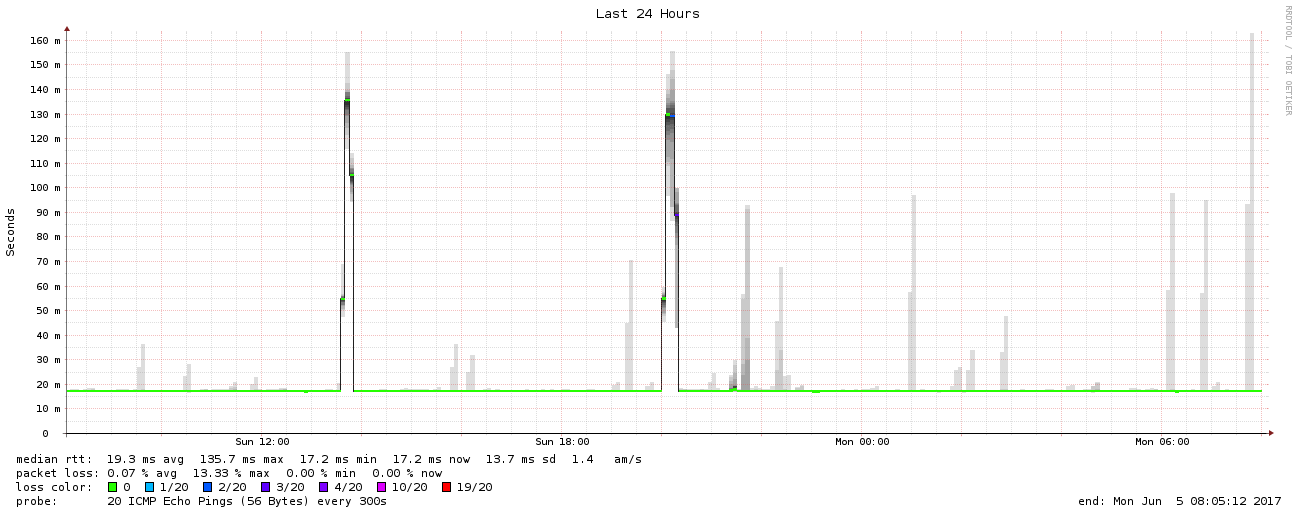 Last 24 Hours
RRDTOOL / TOBI OETIKER
Seconds
160 m
150 m
140 m
130 m
120 m
110 m
100 m
90 m
80 m
70 m
60 m
50 m
40 m
30 m
20 m
10 m
0
Sun 12:00 Sun 18:00 Mon 00:00 Mon 06:00
median rtt: 19.3 ms avg 135.7 ms max 17.2 ms min 17.2 ms now 13.7 ms sd 1.4 am/s
packet loss: 0.07 % avg 13.33 % max 0.00 % min 0.00 % now
loss color: 0 1/20 2/20 3/20 4/20 10/20 19/20
probe: 20 ICMP Echo Pings (56 Bytes) every 300s end: Mon Jun 5 08:05:12 2017